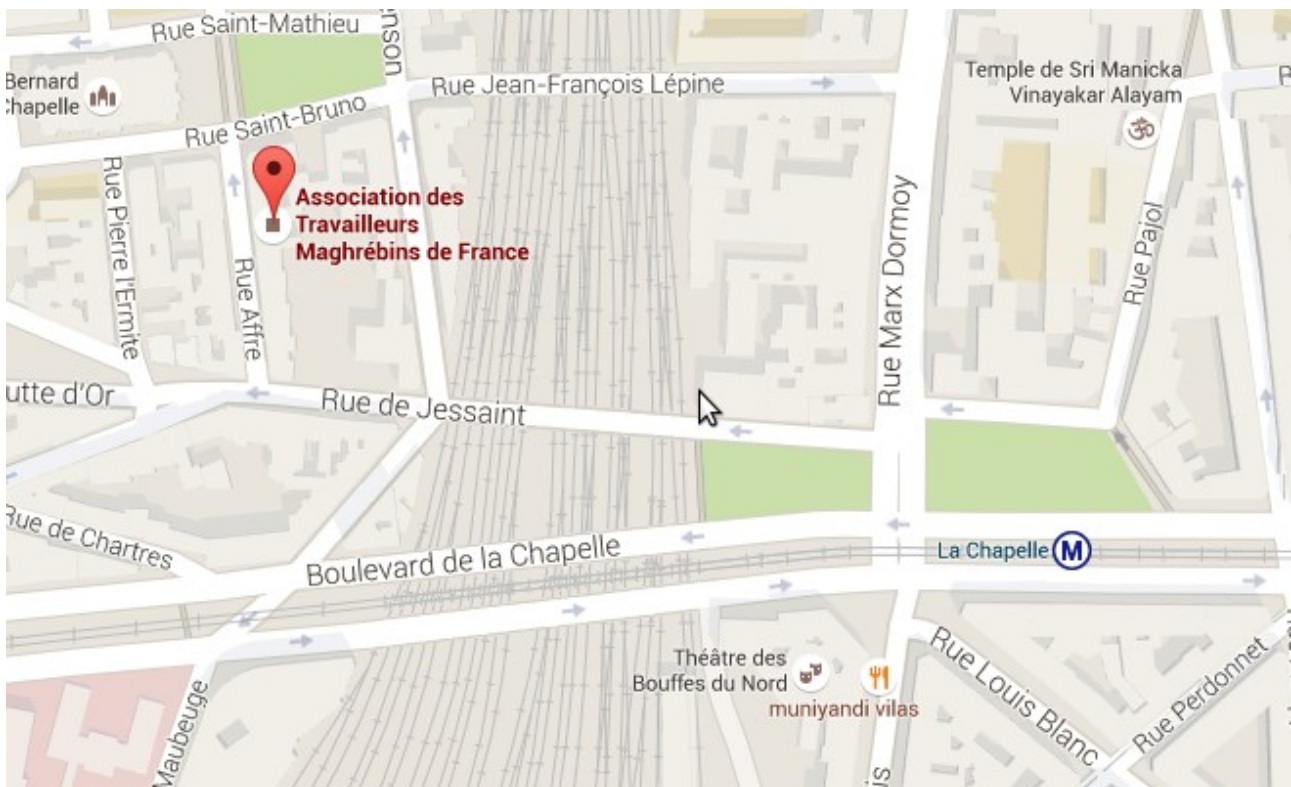 Rue Saint-Mathieu
enson
Bernard
Chapelle
Rue Jean-François Lépine
Temple de Sri Manicka
Vinayakar Alayam
Rue Saint-Bruno
Rue Pierre l'Ermite
Association des
Travailleurs
Maghrébins de France
Rue Affre
Rue Marx Dormoy
Rue Pajol
utte d'Or
Rue de Jessaint
Rue de Chartres
Boulevard de la Chapelle
La Chapelle
M
Théâtre des
Bouffes du Nord
muniyandi vilas
Rue Louis Blanc
Rue Perdonnet
Maubeuge
is